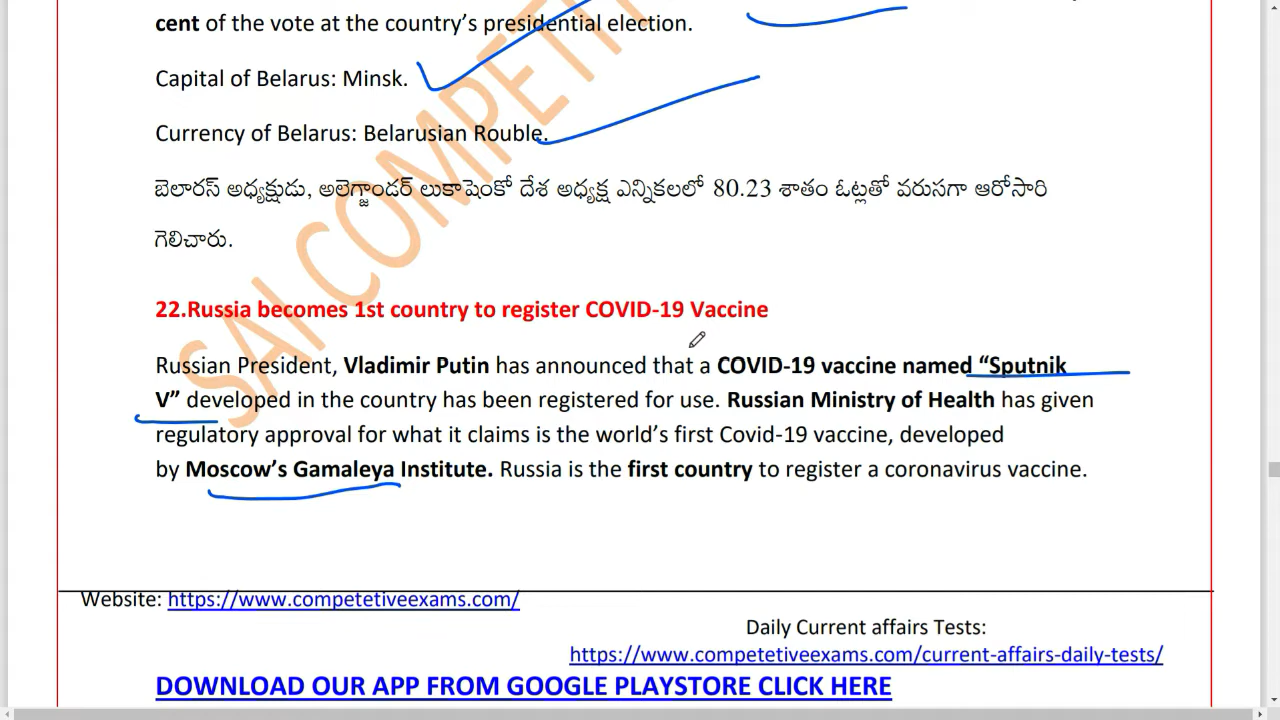 cent of the vote at the country’s presidential election.
Capital of Belarus: Minsk.
Currency of Belarus: Belarusian Rouble.
బెలారస్ అధ్యక్షుడు, అలెగ్జాండర్ లుకాషెంకో దేశ అధ్యక్ష ఎన్నికలలో 80.23 శాతం ఓట్లతో వరుసగా ఆరోసారి
గెలిచారు.
22.Russia becomes 1st country to register COVID-19 Vaccine
Russian President, Vladimir Putin has announced that a COVID-19 vaccine named “Sputnik
V” developed in the country has been registered for use. Russian Ministry of Health has given
regulatory approval for what it claims is the world’s first Covid-19 vaccine, developed
by Moscow’s Gamaleya Institute. Russia is the first country to register a coronavirus vaccine.
SAI COMPETI
Website: https://www.competetiveexams.com/
Daily Current affairs Tests:
https://www.competetiveexams.com/current-affairs-daily-tests/
DOWNLOAD OUR APP FROM GOOGLE PLAYSTORE CLICK HERE